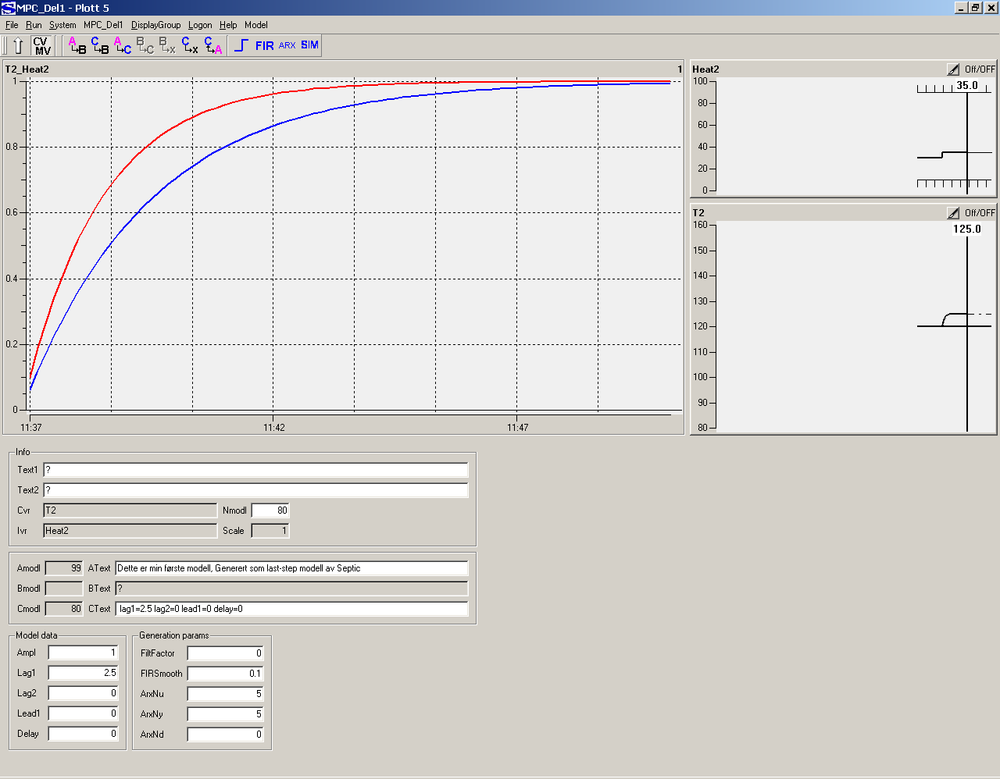 MPC_Del1 - Plott 5
File Run System MPC_Del1 DisplayGroup Logon Help Model
CV MV A B C B A C B C B x C x C A FIR ARX SIM
T2_Heat2 1
1
0.8
0.6
0.4
0.2
0
11:37 11:42 11:47
Heat2 Off/OFF
35.0
100
80
60
40
20
0
T2 Off/OFF
125.0
160
150
140
130
120
110
100
90
80
Info
Text1 ?
Text2 ?
Cvr T2 Nmodl 80
Ivr Heat2 Scale 1
Amodl 99 AText Dette er min første modell, Generert som last-step modell av Septic
Bmodl BText ?
Cmodl 80 CText lag1=2.5 lag2=0 lead1=0 delay=0
Model data
Ampl 1
Lag1 2.5
Lag2 0
Lead1 0
Delay 0
Generation params
FiltFactor 0
FIRSmooth 0.1
ArxNu 5
ArxNy 5
ArxNd 0